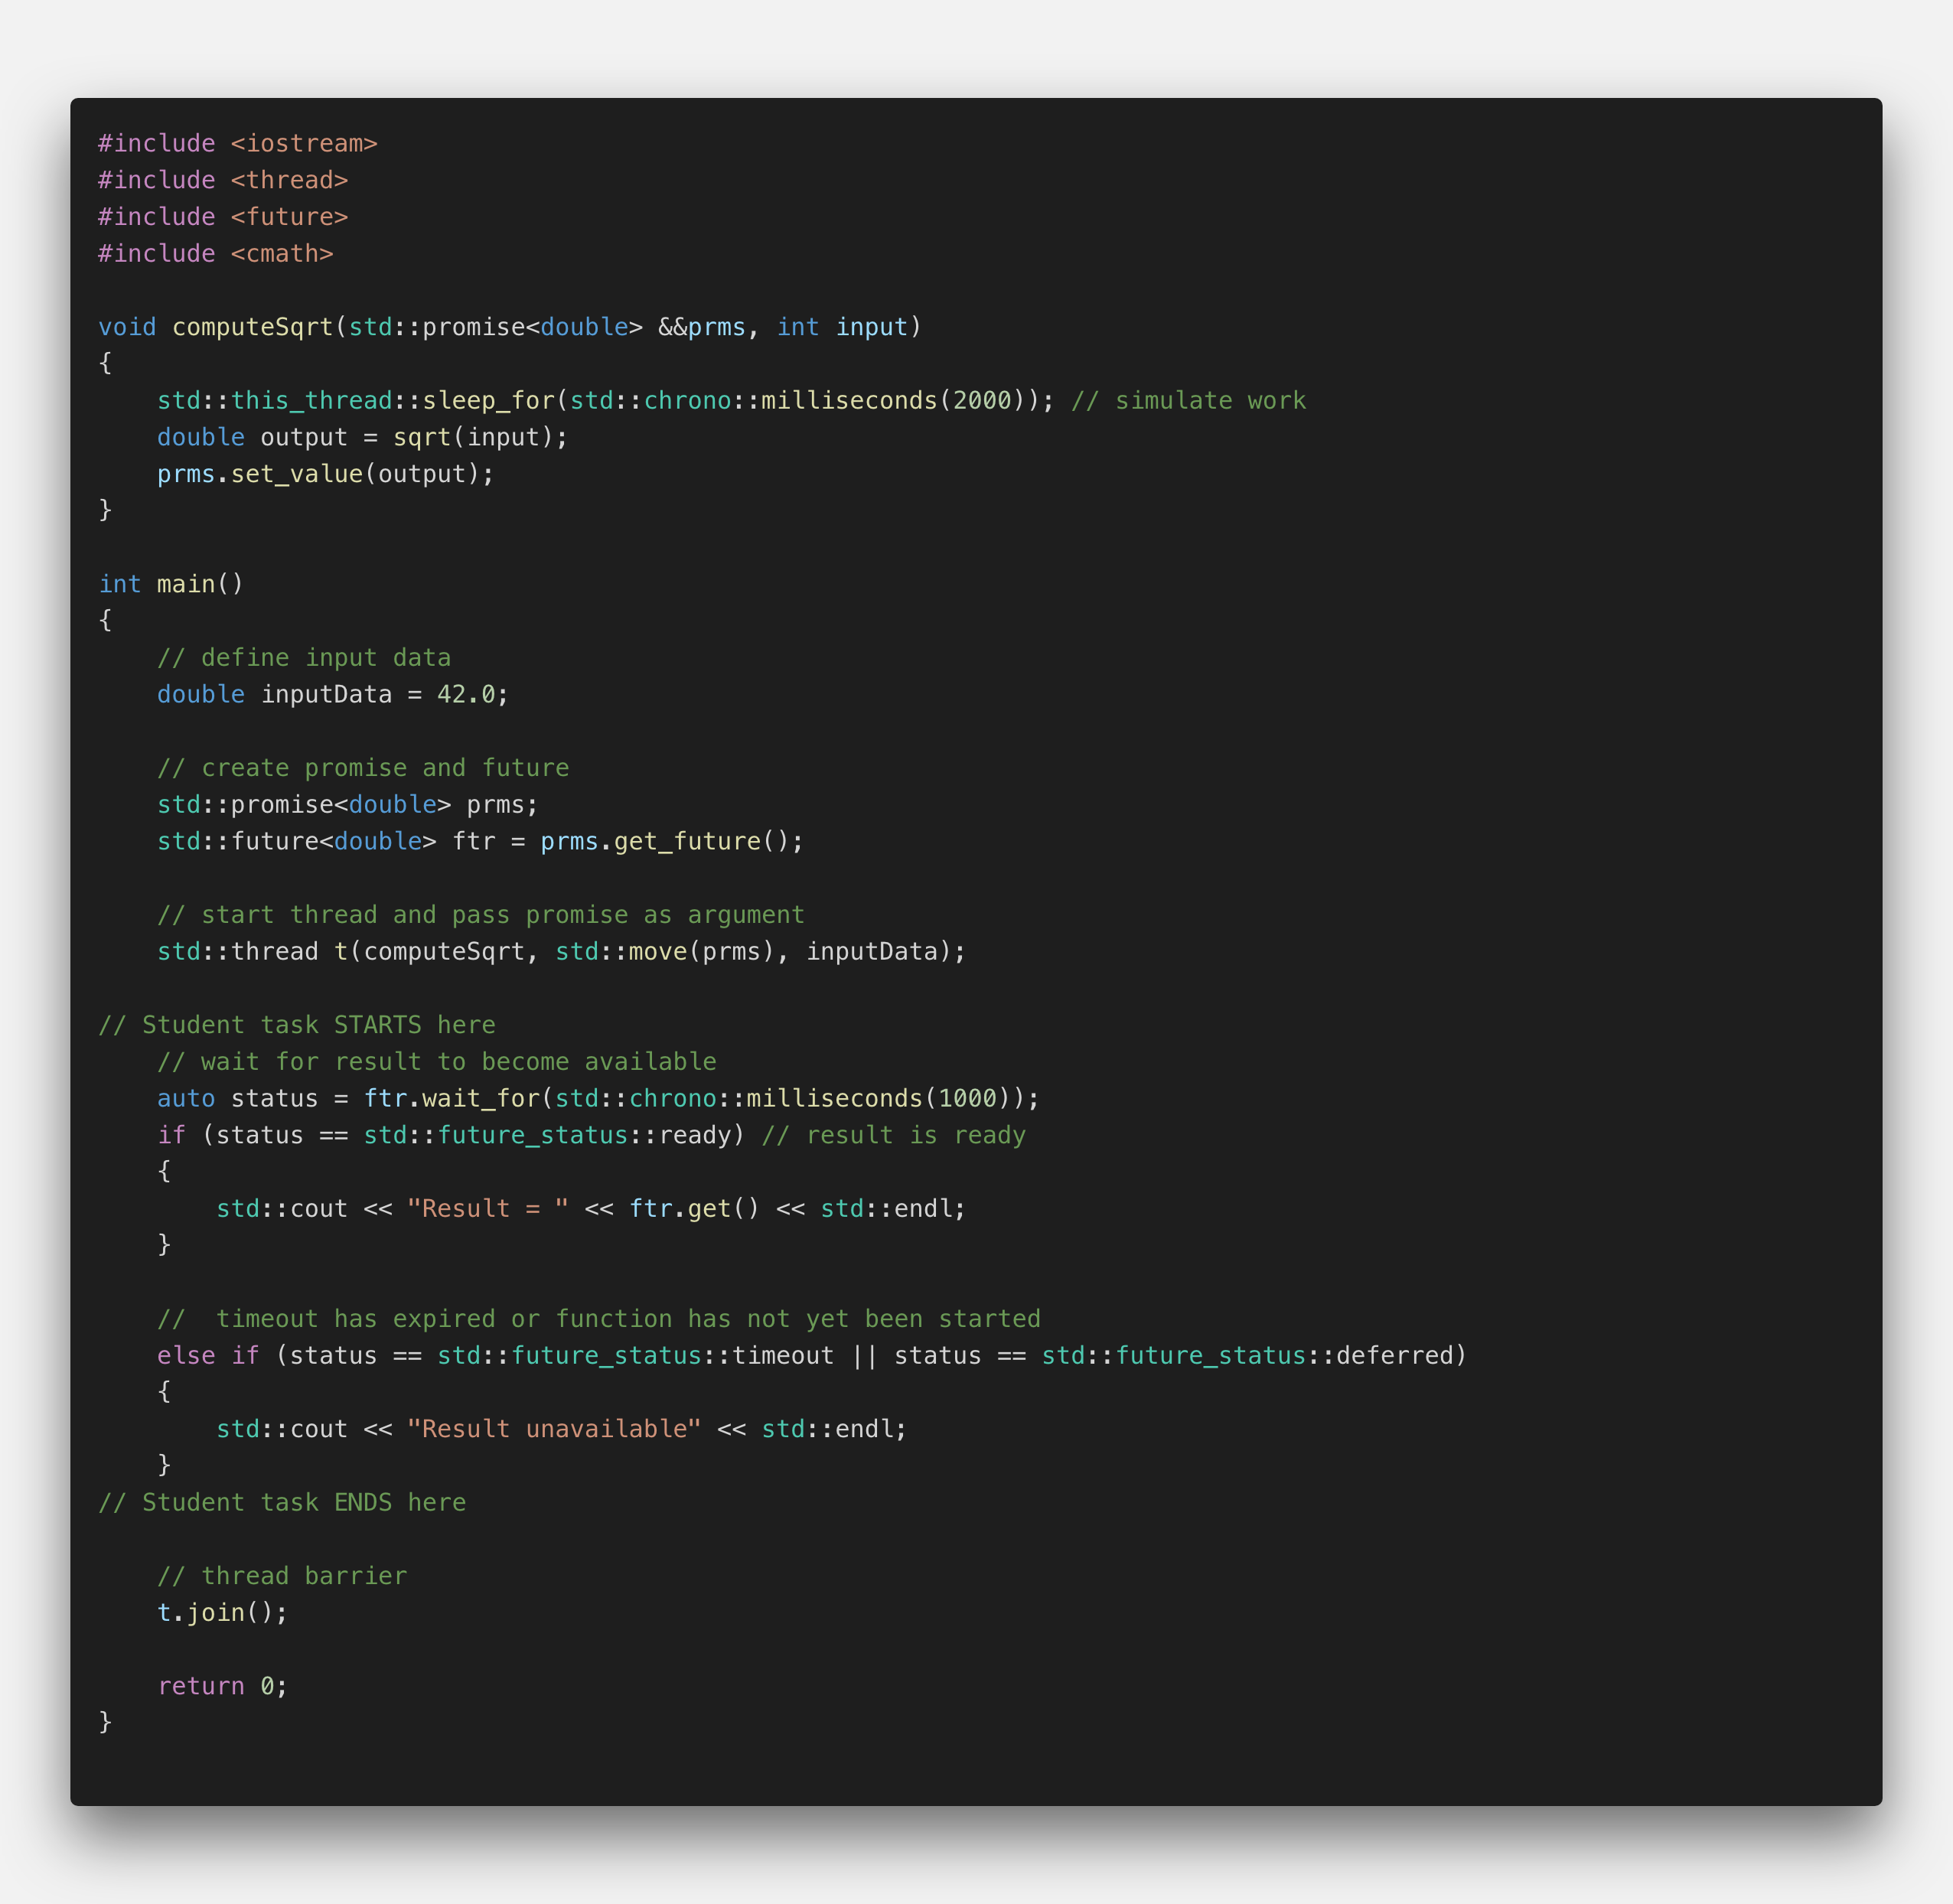 #include <iostream>
#include <thread>
#include <future>
#include <cmath>

void computeSqrt(std::promise<double> &&prms, int input)
{
    std::this_thread::sleep_for(std::chrono::milliseconds(2000)); // simulate work
    double output = sqrt(input);
    prms.set_value(output);
}

int main()
{
    // define input data
    double inputData = 42.0;

    // create promise and future
    std::promise<double> prms;
    std::future<double> ftr = prms.get_future();

    // start thread and pass promise as argument
    std::thread t(computeSqrt, std::move(prms), inputData);

// Student task STARTS here
    // wait for result to become available
    auto status = ftr.wait_for(std::chrono::milliseconds(1000));
    if (status == std::future_status::ready) // result is ready
    {
        std::cout << "Result = " << ftr.get() << std::endl;
    }

    //  timeout has expired or function has not yet been started
    else if (status == std::future_status::timeout || status == std::future_status::deferred)
    {
        std::cout << "Result unavailable" << std::endl;
    }
// Student task ENDS here

    // thread barrier
    t.join();

    return 0;
}